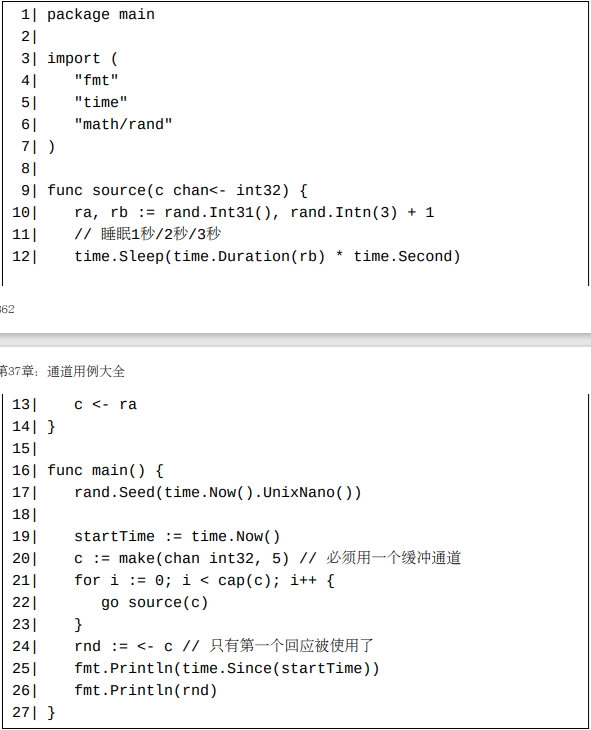 1| package main
2|
3| import (
4|    "fmt"
5|    "time"
6|    "math/rand"
7| )
8|
9| func source(c chan<- int32) {
10|    ra, rb := rand.Int31(), rand.Intn(3) + 1
11|    // 睡眠1秒/2秒/3秒
12|    time.Sleep(time.Duration(rb) * time.Second)
362
第37章：通道用例大全
13|    c <- ra
14| }
15|
16| func main() {
17|    rand.Seed(time.Now().UnixNano())
18|
19|    startTime := time.Now()
20|    c := make(chan int32, 5) // 必须用一个缓冲通道
21|    for i := 0; i < cap(c); i++ {
22|       go source(c)
23|    }
24|    rnd := <- c // 只有第一个回应被使用了
25|    fmt.Println(time.Since(startTime))
26|    fmt.Println(rnd)
27| }